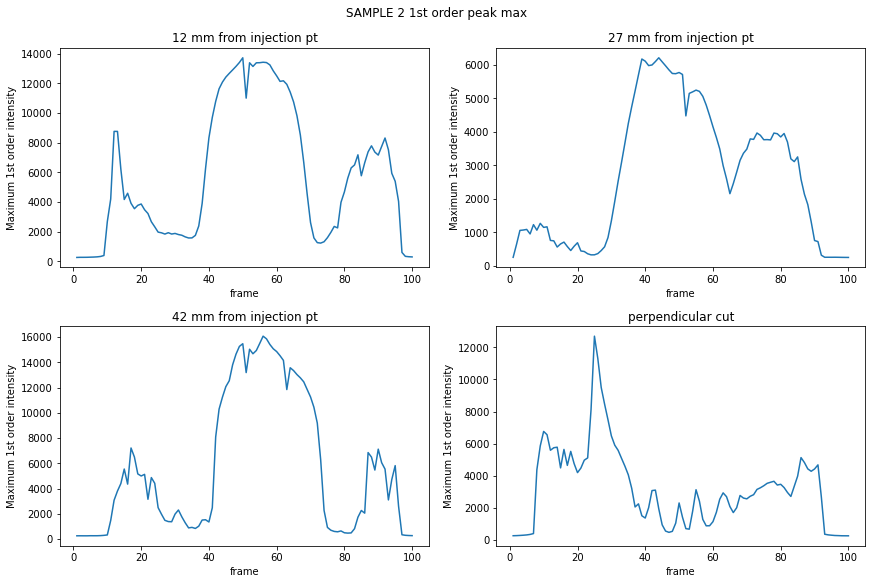 SAMPLE 2 1st order peak max
12 mm from injection pt
Maximum 1st order intensity
14000
12000
10000
8000
6000
4000
2000
0
0 20 40 60 80 100
frame
27 mm from injection pt
Maximum 1st order intensity
6000
5000
4000
3000
2000
1000
0
0 20 40 60 80 100
frame
42 mm from injection pt
Maximum 1st order intensity
16000
14000
12000
10000
8000
6000
4000
2000
0
0 20 40 60 80 100
frame
perpendicular cut
Maximum 1st order intensity
12000
10000
8000
6000
4000
2000
0
0 20 40 60 80 100
frame